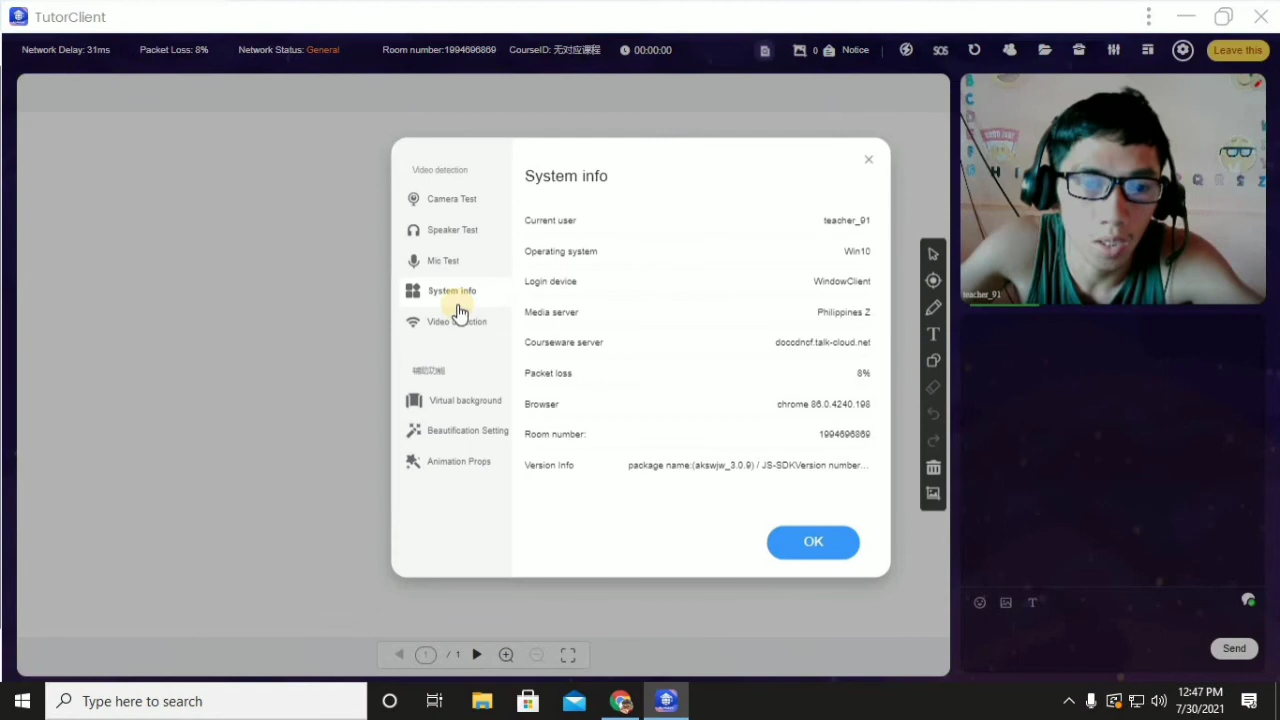 TutorClient
Network Delay: 31ms Packet Loss: 8% Network Status: General Room number:1994696869 CourseID: 无对应课程 00:00:00 0 Notice SOS Leave this
Video detection
Camera Test
Speaker Test
Mic Test
System info
辅助功能
Virtual background
Beautification Setting
Animation Props
System info
Current user teacher_91
Operating system Win10
Login device WindowClient
Media server Philippines Z
Courseware server doccdncf.talk-cloud.net
Packet loss 8%
Browser chrome 86.0.4240.198
Room number: 1994696869
Version Info package name:(akswjw_3.0.9) / JS-SDKVersion number...
OK
teacher_91
T
1 / 1
T
Send
Type here to search
12:47 PM
7/30/2021